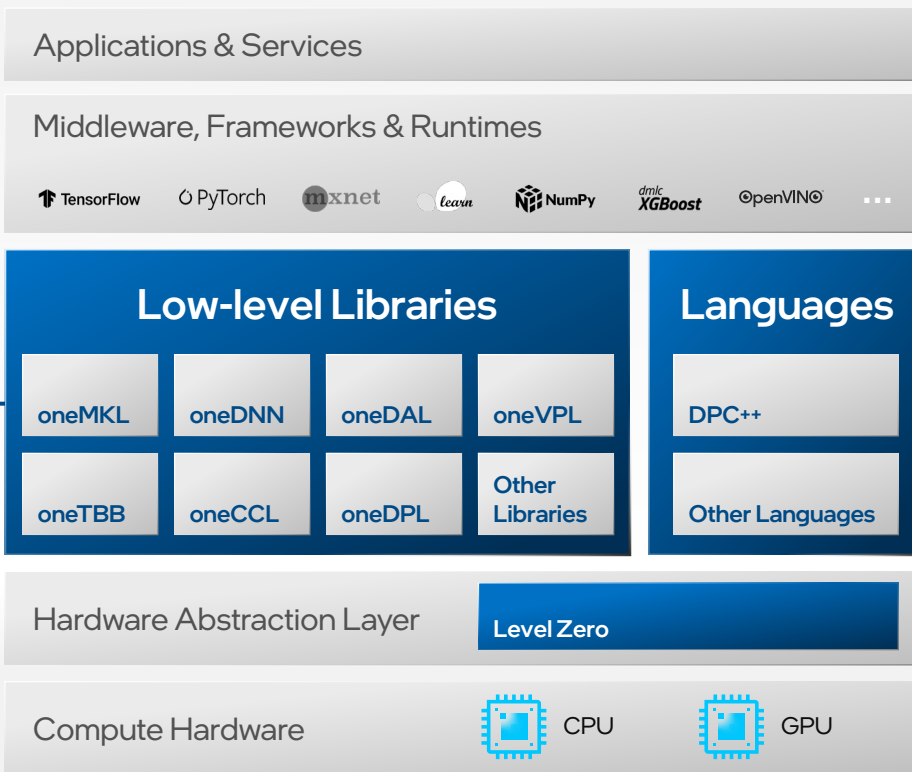 Applications & Services
Middleware, Frameworks & Runtimes
TensorFlow PyTorch mxnet learn NumPy dmlc XGBoost OpenVINO ...
Low-level Libraries
oneMKL oneDNN oneDAL oneVPL
oneTBB oneCCL oneDPL Other Libraries
Languages
DPC++
Other Languages
Hardware Abstraction Layer
Level Zero
Compute Hardware
CPU
GPU